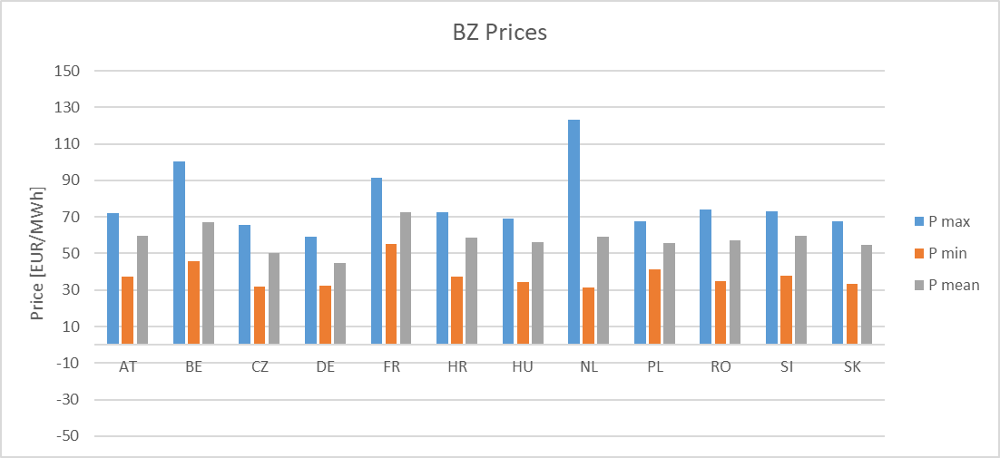 BZ Prices
150
130
110
90
70
50
30
10
-10
-30
-50
Price [EUR/MWh]
AT BE CZ DE FR HR HU NL PL RO SI SK
P max
P min
P mean